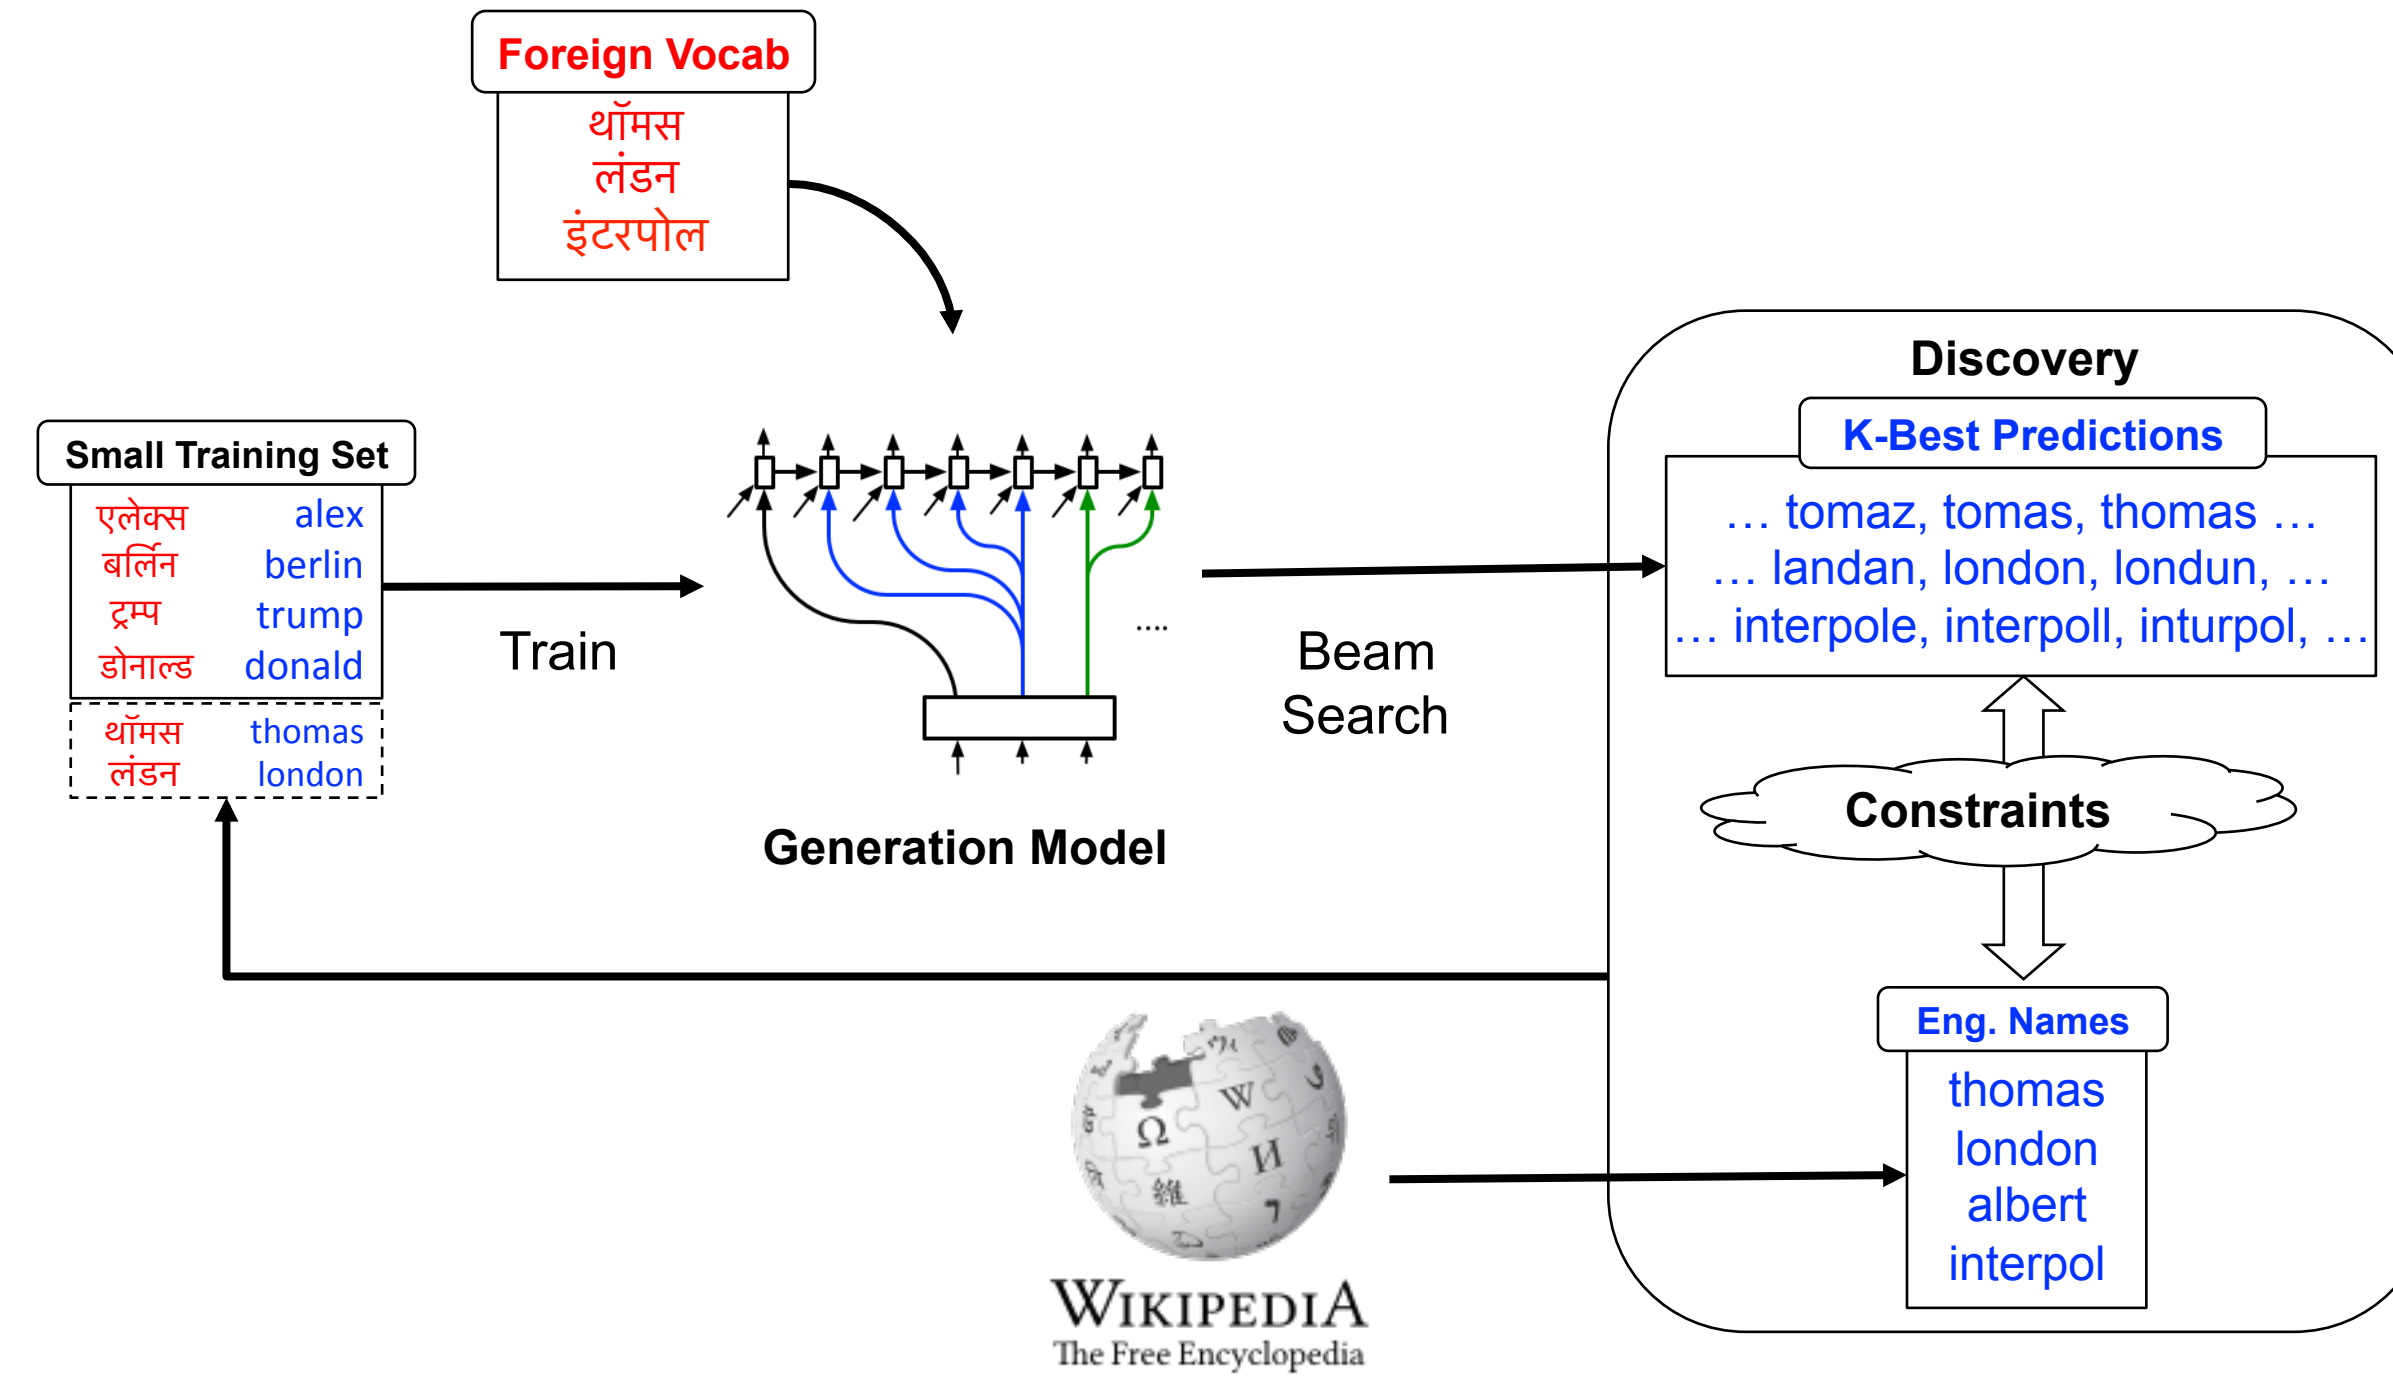 Foreign Vocab
थॉमस
लंडन
इंटरपोल
Small Training Set
एलेक्स alex
बर्लिन berlin
ट्रम्प trump
डोनाल्ड donald
थॉमस thomas
लंडन london
Train
....
Generation Model
Beam
Search
Discovery
K-Best Predictions
… tomaz, tomas, thomas …
… landan, london, londun, …
… interpole, interpoll, inturpol, …
Constraints
Eng. Names
thomas
london
albert
interpol
Ω W И
雜 ר
WIKIPEDIA
The Free Encyclopedia